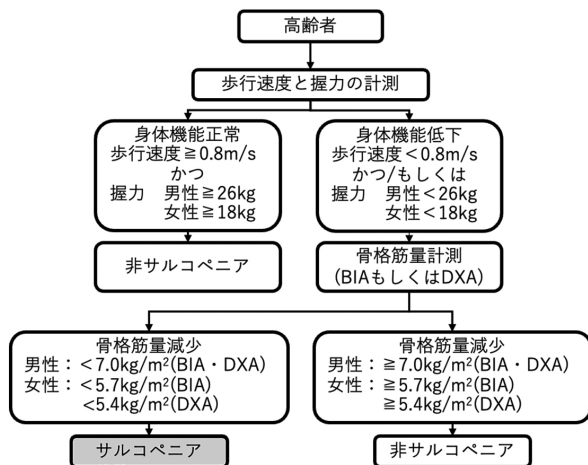 高齢者
歩行速度と握力の計測
身体機能正常
歩行速度≧0.8m/s
かつ
握力 男性≧26kg
女性≧18kg
身体機能低下
歩行速度<0.8m/s
かつ/もしくは
握力 男性<26kg
女性<18kg
非サルコペニア
骨格筋量計測
(BIAもしくはDXA)
骨格筋量減少
男性：<7.0kg/m²(BIA・DXA)
女性：<5.7kg/m²(BIA)
<5.4kg/m²(DXA)
骨格筋量減少
男性：≧7.0kg/m²(BIA・DXA)
女性：≧5.7kg/m²(BIA)
≧5.4kg/m²(DXA)
サルコペニア
非サルコペニア